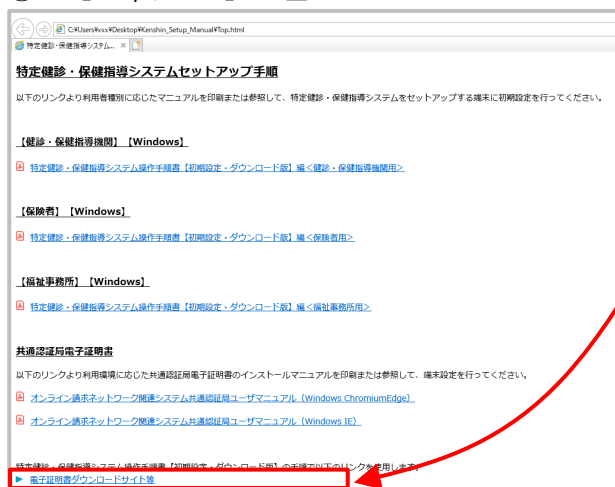 C:¥Users¥xxx¥Desktop¥Kenshin_Setup_Manual¥Top.html
特定健診・保健指導システム... ×
特定健診・保健指導システムセットアップ手順
以下のリンクより利用者種別に応じたマニュアルを印刷または参照して、特定健診・保健指導システムをセットアップする端末に初期設定を行ってください。
【健診・保健指導機関】【Windows】
特定健診・保健指導システム操作手順書【初期設定・ダウンロード版】編<健診・保健指導機関用>
【保険者】【Windows】
特定健診・保健指導システム操作手順書【初期設定・ダウンロード版】編<保険者用>
【福祉事務所】【Windows】
特定健診・保健指導システム操作手順書【初期設定・ダウンロード版】編<福祉事務所用>
共通認証局電子証明書
以下のリンクより利用環境に応じた共通認証局電子証明書のインストールマニュアルを印刷または参照して、端末設定を行ってください。
オンライン請求ネットワーク関連システム共通認証局ユーザマニュアル（Windows ChromiumEdge）
オンライン請求ネットワーク関連システム共通認証局ユーザマニュアル（Windows IE）
特定健診・保健指導システム操作手順書【初期設定・ダウンロード版】の手順で以下のリンクを使用します。
電子証明書ダウンロードサイト等